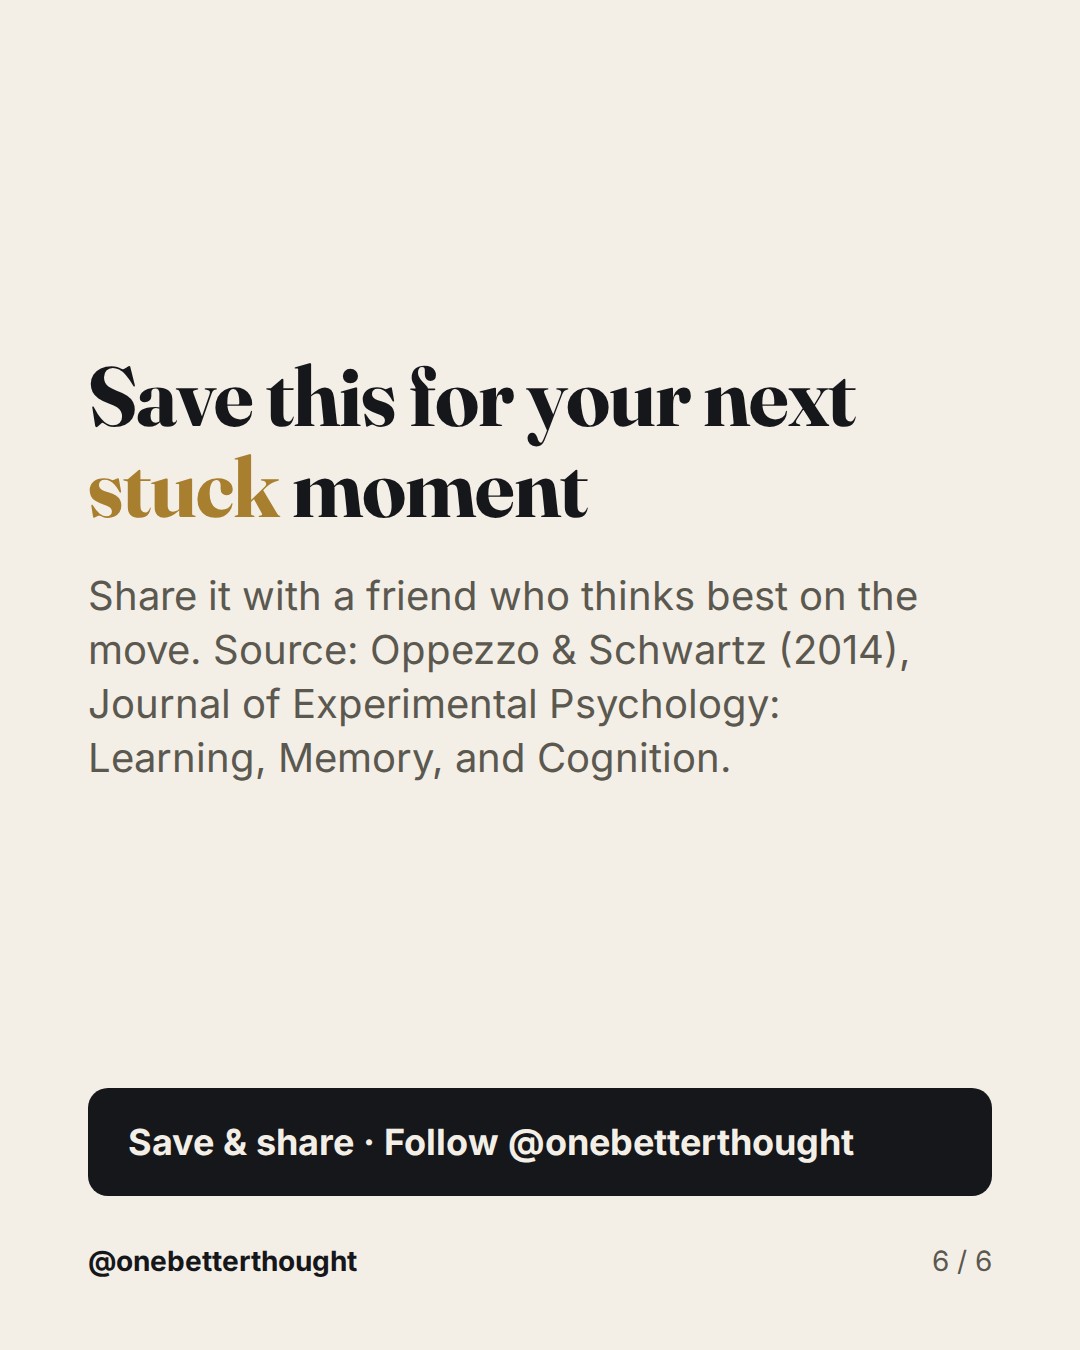 Save this for your next
stuck moment
Share it with a friend who thinks best on the
move. Source: Oppezzo & Schwartz (2014),
Journal of Experimental Psychology:
Learning, Memory, and Cognition.
Save & share · Follow @onebetterthought
@onebetterthought
6 / 6